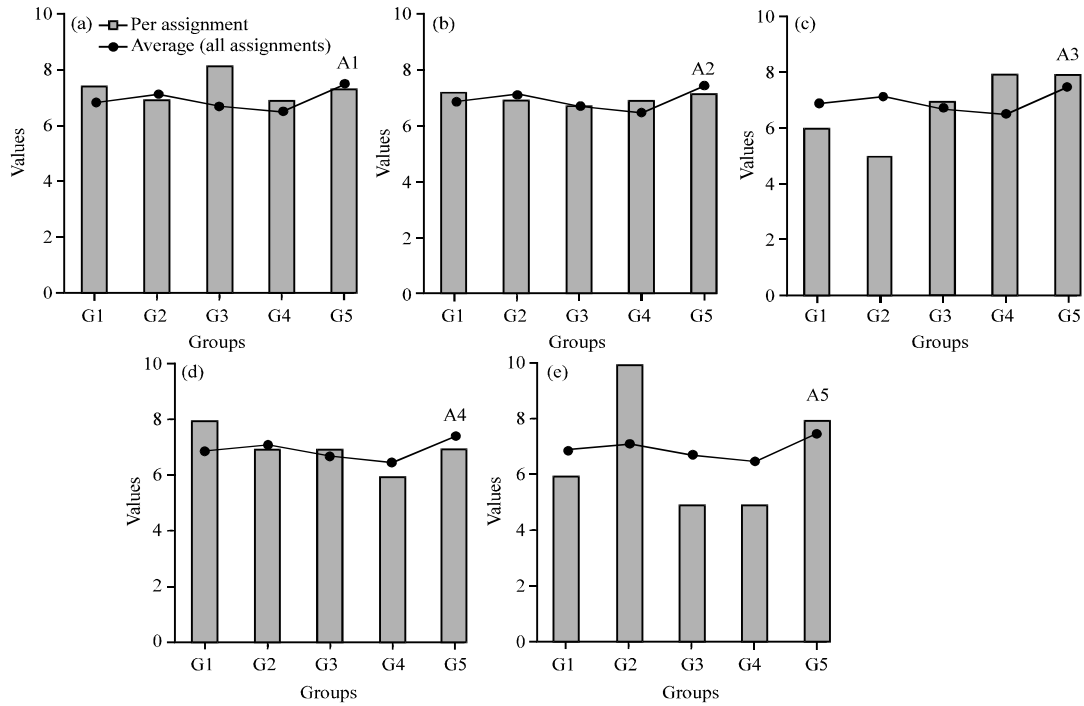 (a)
Per assignment
Average (all assignments)
A1
10
8
6
4
2
0
Values
G1 G2 G3 G4 G5
Groups
(b)
A2
10
8
6
4
2
0
Values
G1 G2 G3 G4 G5
Groups
(c)
A3
10
8
6
4
2
0
Values
G1 G2 G3 G4 G5
Groups
(d)
A4
10
8
6
4
2
0
Values
G1 G2 G3 G4 G5
Groups
(e)
A5
10
8
6
4
2
0
Values
G1 G2 G3 G4 G5
Groups